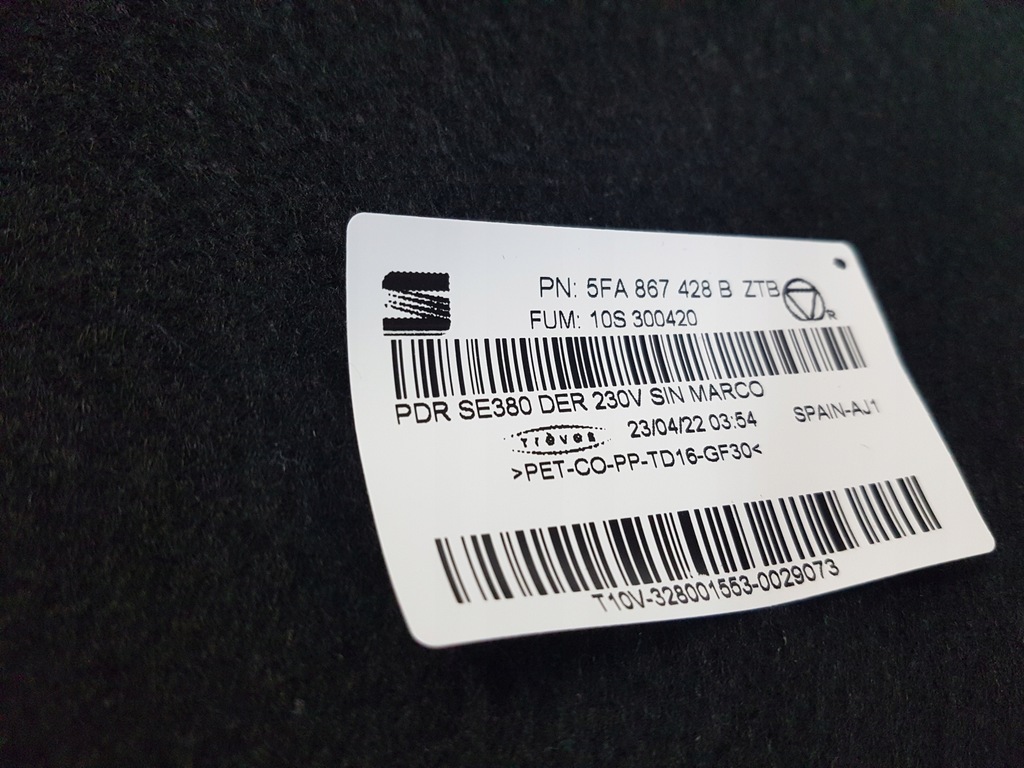 PN: 5FA 867 428 B ZTB
R
FUM: 10S 300420
PDR SE380 DER 230V SIN MARCO
23/04/22 03:54
SPAIN-AJ1
Trèves
>PET-CO-PP-TD16-GF30<
T10V-328001553-0029073